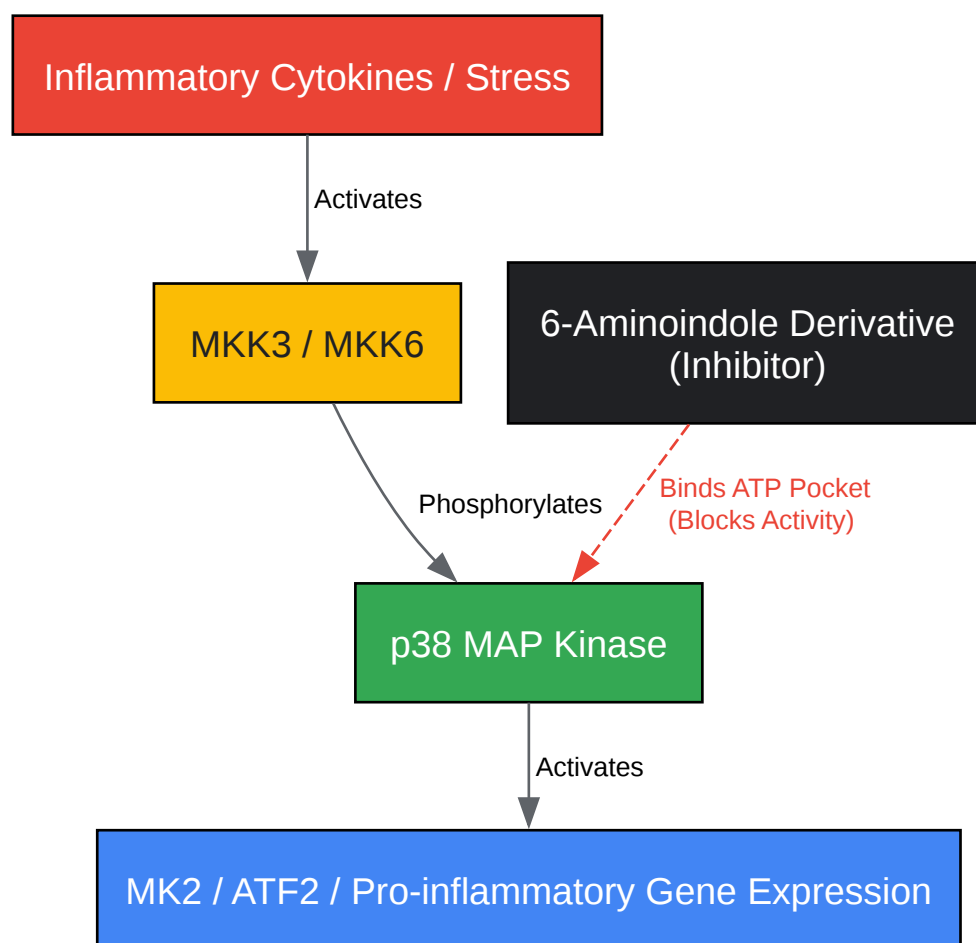 Inflammatory Cytokines / Stress
Activates
MKK3 / MKK6
6-Aminoindole Derivative
(Inhibitor)
Phosphorylates
Binds ATP Pocket
(Blocks Activity)
p38 MAP Kinase
Activates
MK2 / ATF2 / Pro-inflammatory Gene Expression